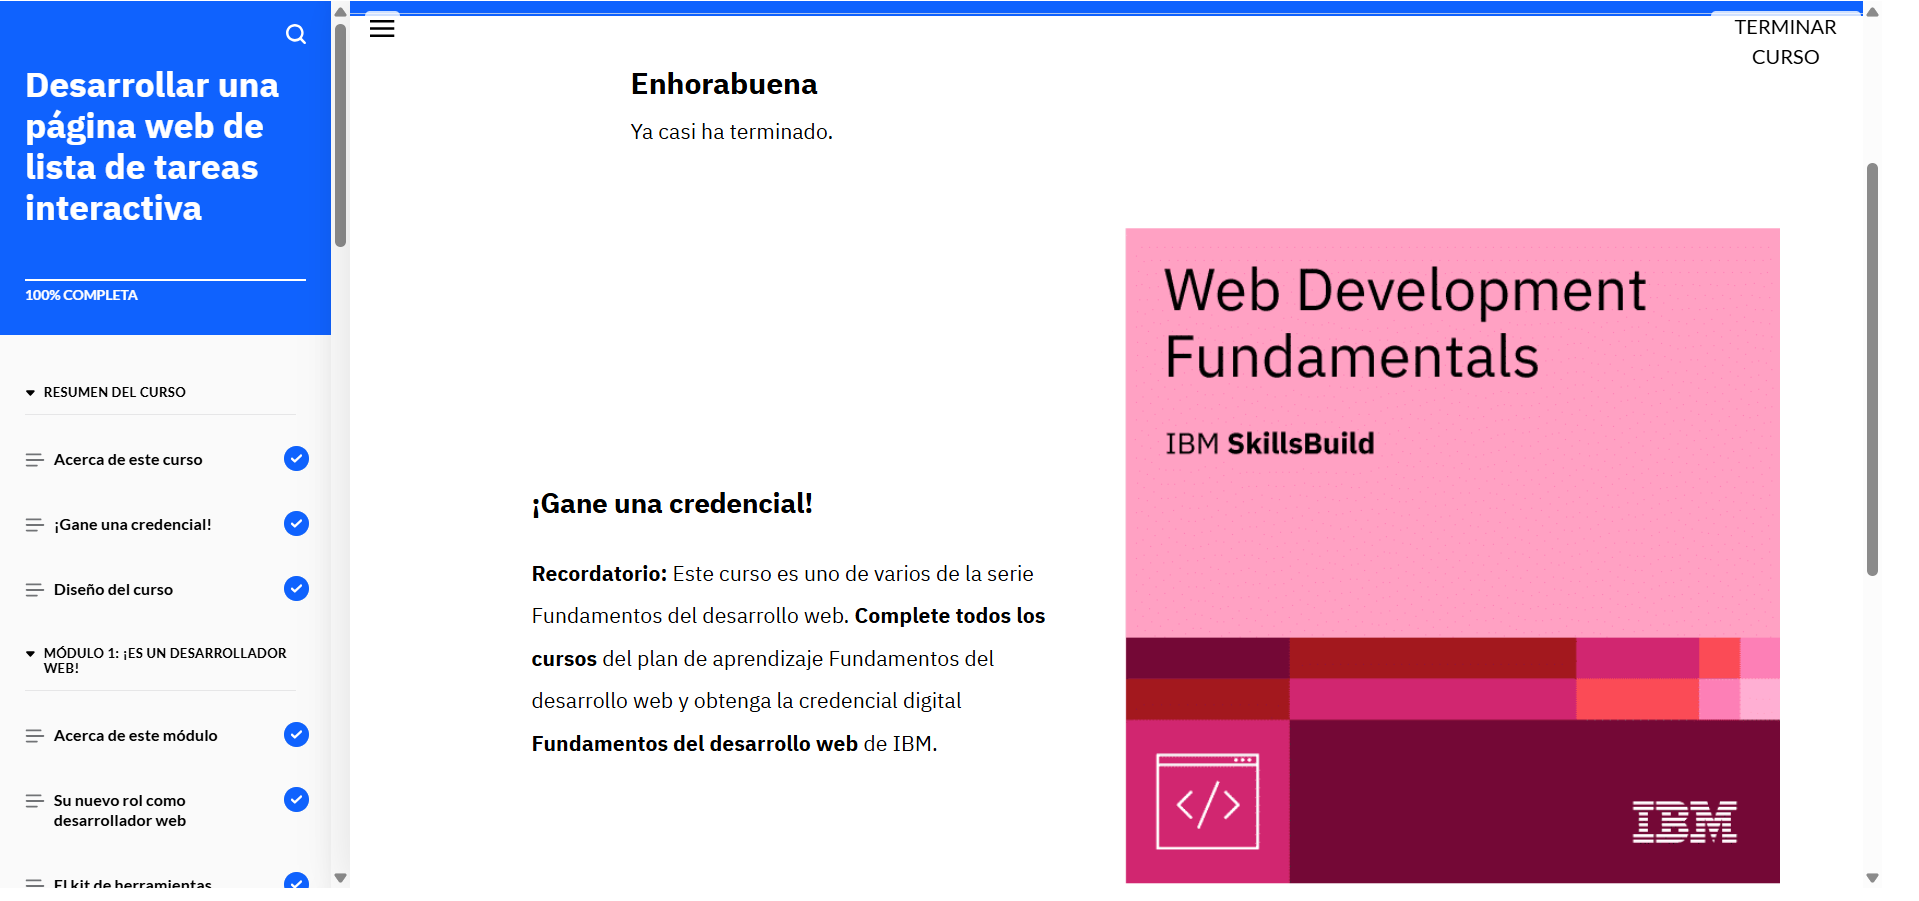 Desarrollar una
página web de
lista de tareas
interactiva
100% COMPLETA
RESUMEN DEL CURSO
Acerca de este curso
¡Gane una credencial!
Diseño del curso
MÓDULO 1: ¡ES UN DESARROLLADOR
WEB!
Acerca de este módulo
Su nuevo rol como
desarrollador web
El kit de herramientas
TERMINAR
CURSO
Enhorabuena
Ya casi ha terminado.
¡Gane una credencial!
Recordatorio: Este curso es uno de varios de la serie
Fundamentos del desarrollo web. Complete todos los
cursos del plan de aprendizaje Fundamentos del
desarrollo web y obtenga la credencial digital
Fundamentos del desarrollo web de IBM.
Web Development
Fundamentals
IBM SkillsBuild
</>
IBM